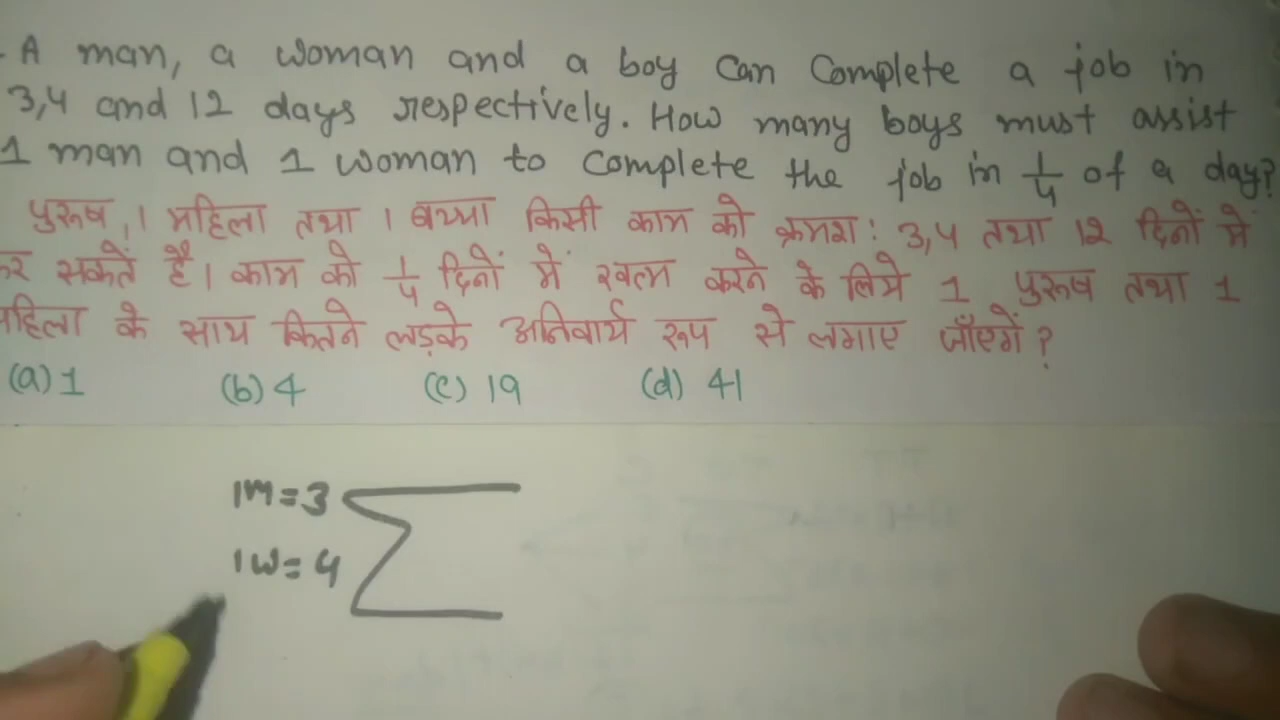 A man, a woman and a boy can complete a job in
3,4 and 12 days respectively. How many boys must assist
1 man and 1 woman to complete the job in 1/4 of a day?
पुरूष, 1 महिला तथा 1 बच्चा किसी काम को क्रमश: 3,4 तथा 12 दिनों में
कर सकतें हैं। काम को 1/4 दिनों में खत्म करने के लिये 1 पुरूष तथा 1
महिला के साथ कितने लड़के अनिवार्य रूप से लगाए जाँएगें?
(a) 1 (b) 4 (c) 19 (d) 41
1m=3
1w=4